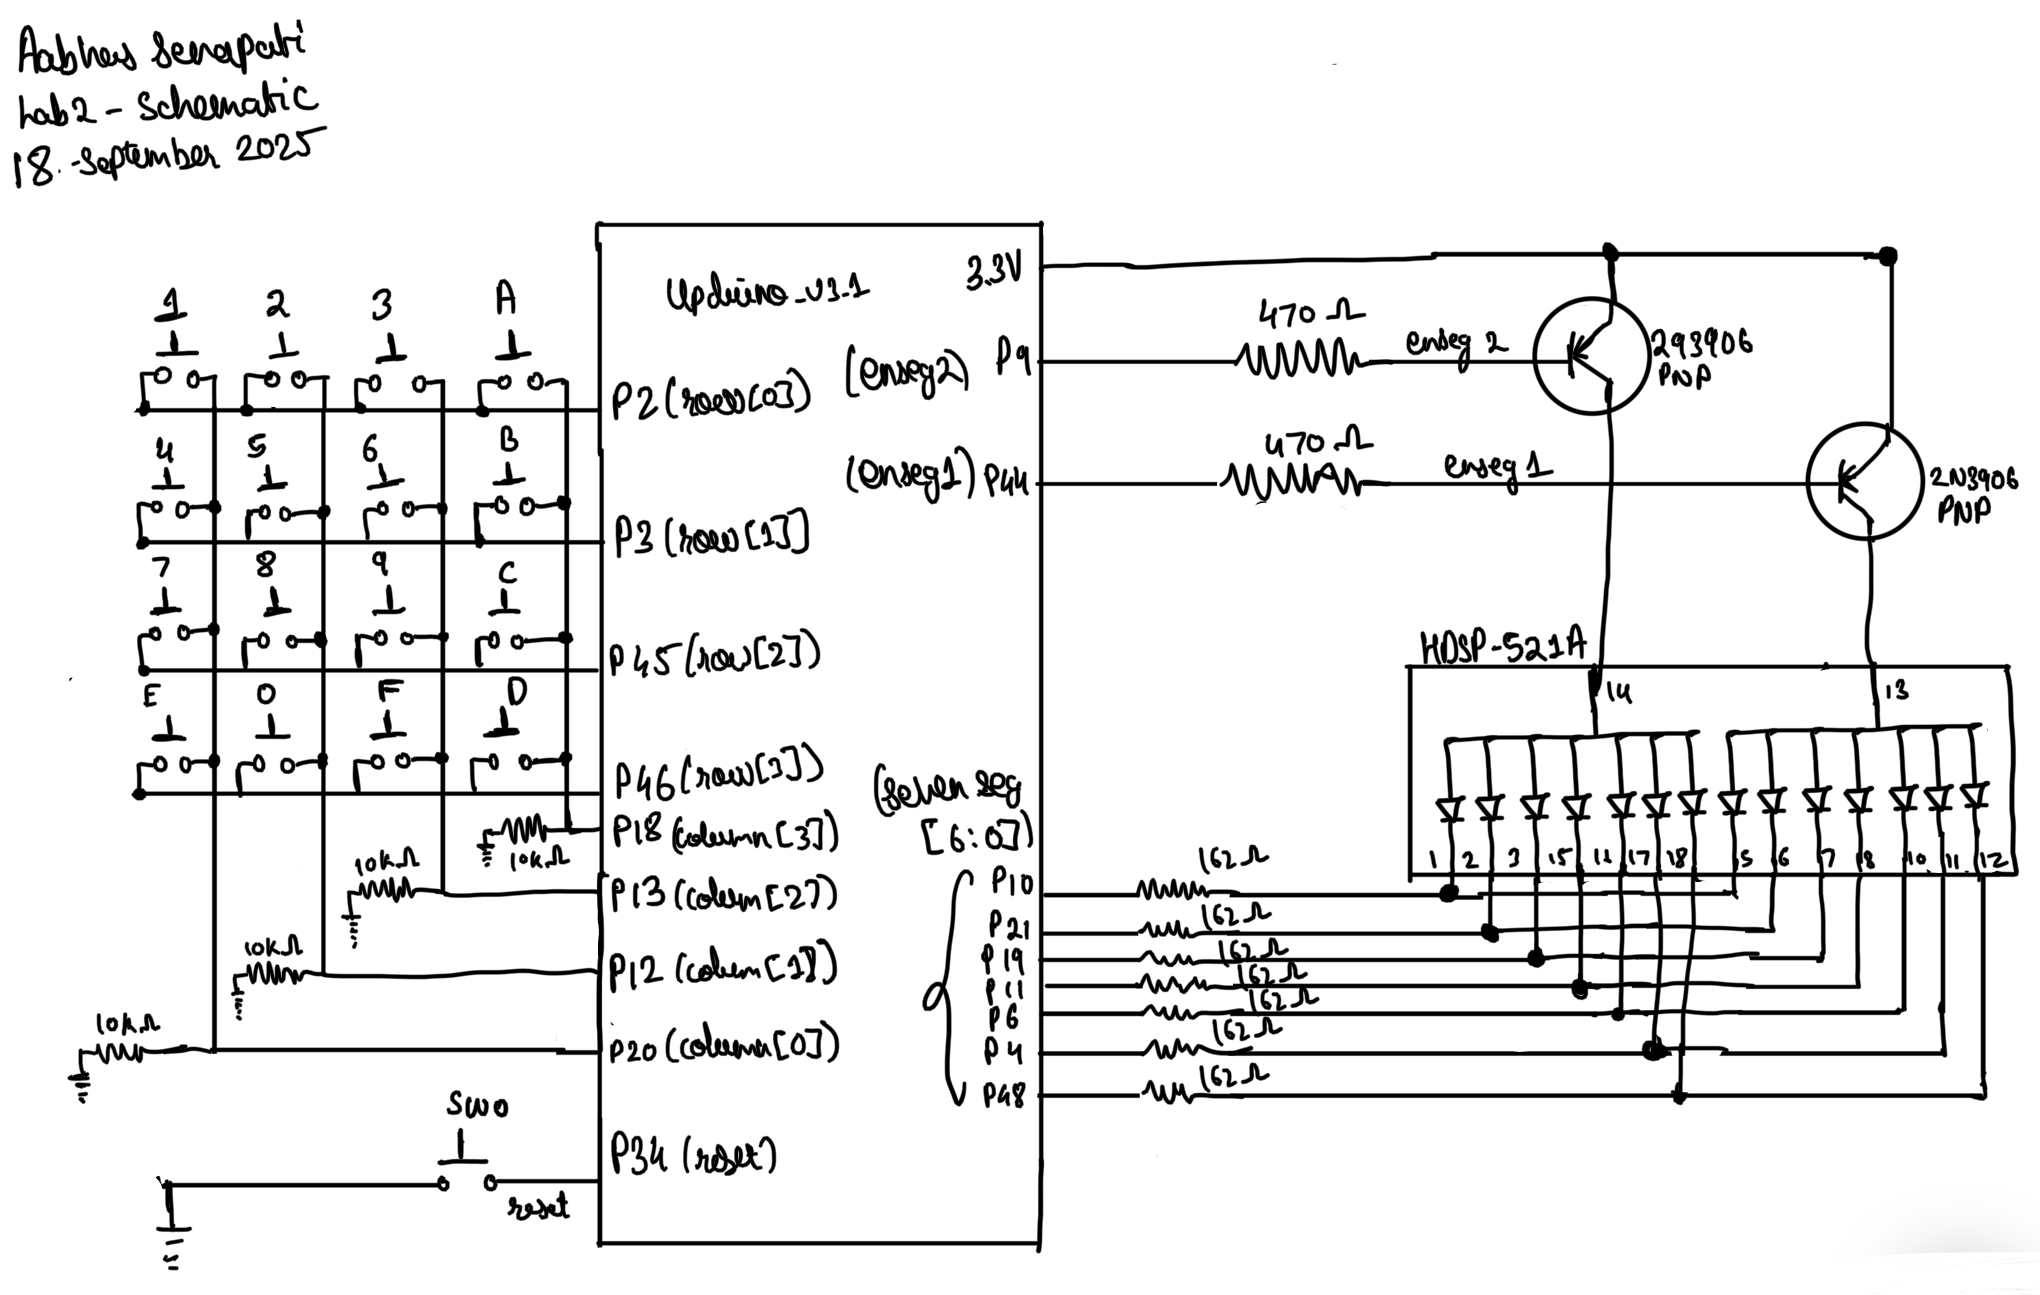 Aabhas Senapati
Lab2 - Schematic
18. September 2025
1 2 3 A
4 5 6 B
7 8 9 C
E 0 F D
Upduino_v3.1
P2 (row[0])
P3 (row[1])
P45 (row[2])
P46 (row[3])
P18 (column[3])
P13 (column[2])
P12 (column[1])
P20 (column[0])
P34 (reset)
10kΩ
10kΩ
10kΩ
10kΩ
SW0
reset
3.3V
(enseg2) P9
470Ω
enseg 2
293906
PNP
(enseg1) P44
470Ω
enseg 1
2N3906
PNP
HDSP-521A
14
13
1 2 3 15 16 17 18 5 6 7 8 10 11 12
(seven seg
[6:0])
P10 162Ω
P21 162Ω
P19 162Ω
P11 162Ω
P6 162Ω
P4 162Ω
P48 162Ω